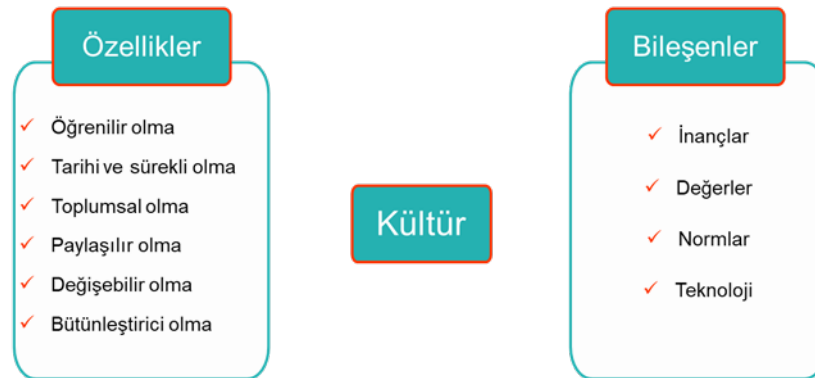 Özellikler
Öğrenilir olma
Tarihi ve sürekli olma
Toplumsal olma
Paylaşılır olma
Değişebilir olma
Bütünleştirici olma
Kültür
Bileşenler
İnançlar
Değerler
Normlar
Teknoloji